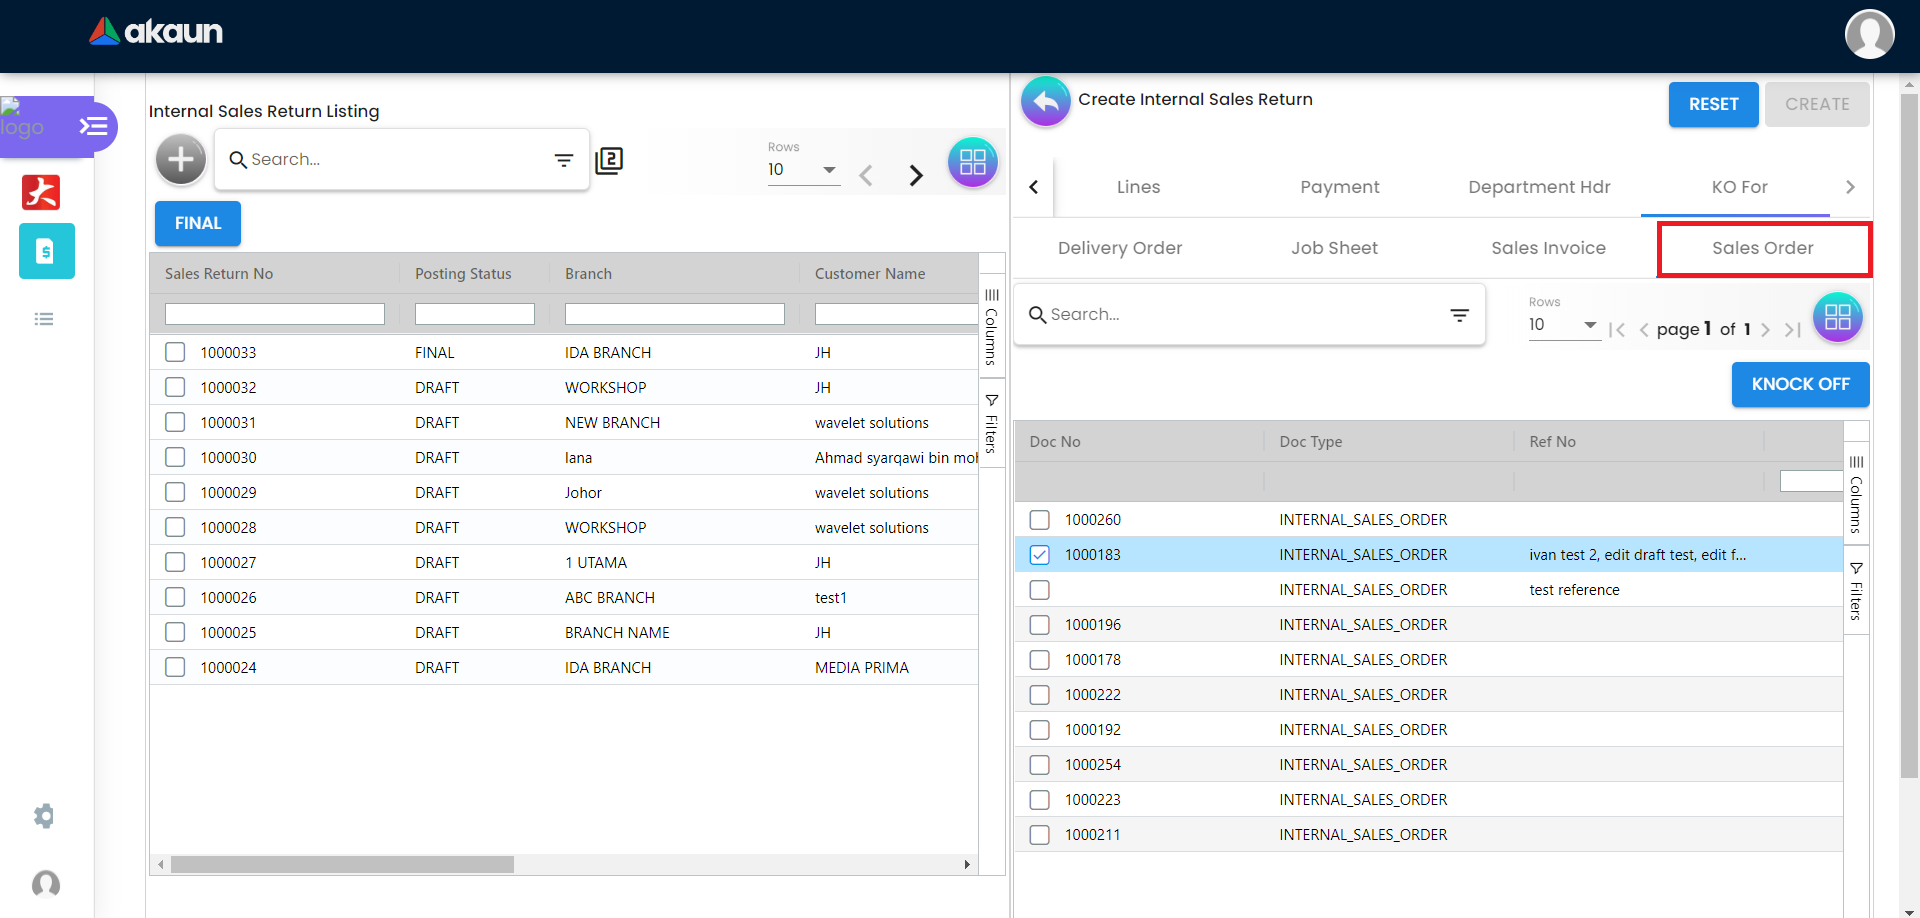 akaun
logo
Internal Sales Return Listing
Search...
2
Rows
10
FINAL
Sales Return No Posting Status Branch Customer Name
1000033 FINAL IDA BRANCH JH
1000032 DRAFT WORKSHOP JH
1000031 DRAFT NEW BRANCH wavelet solutions
1000030 DRAFT lana Ahmad syarqawi bin moh
1000029 DRAFT Johor wavelet solutions
1000028 DRAFT WORKSHOP wavelet solutions
1000027 DRAFT 1 UTAMA JH
1000026 DRAFT ABC BRANCH test1
1000025 DRAFT BRANCH NAME JH
1000024 DRAFT IDA BRANCH MEDIA PRIMA
Columns
Filters
Create Internal Sales Return
RESET CREATE
Lines Payment Department Hdr KO For
Delivery Order Job Sheet Sales Invoice Sales Order
Search...
Rows
10
page 1 of 1
KNOCK OFF
Doc No Doc Type Ref No
1000260 INTERNAL_SALES_ORDER
1000183 INTERNAL_SALES_ORDER ivan test 2, edit draft test, edit f...
INTERNAL_SALES_ORDER test reference
1000196 INTERNAL_SALES_ORDER
1000178 INTERNAL_SALES_ORDER
1000222 INTERNAL_SALES_ORDER
1000192 INTERNAL_SALES_ORDER
1000254 INTERNAL_SALES_ORDER
1000223 INTERNAL_SALES_ORDER
1000211 INTERNAL_SALES_ORDER
Columns
Filters